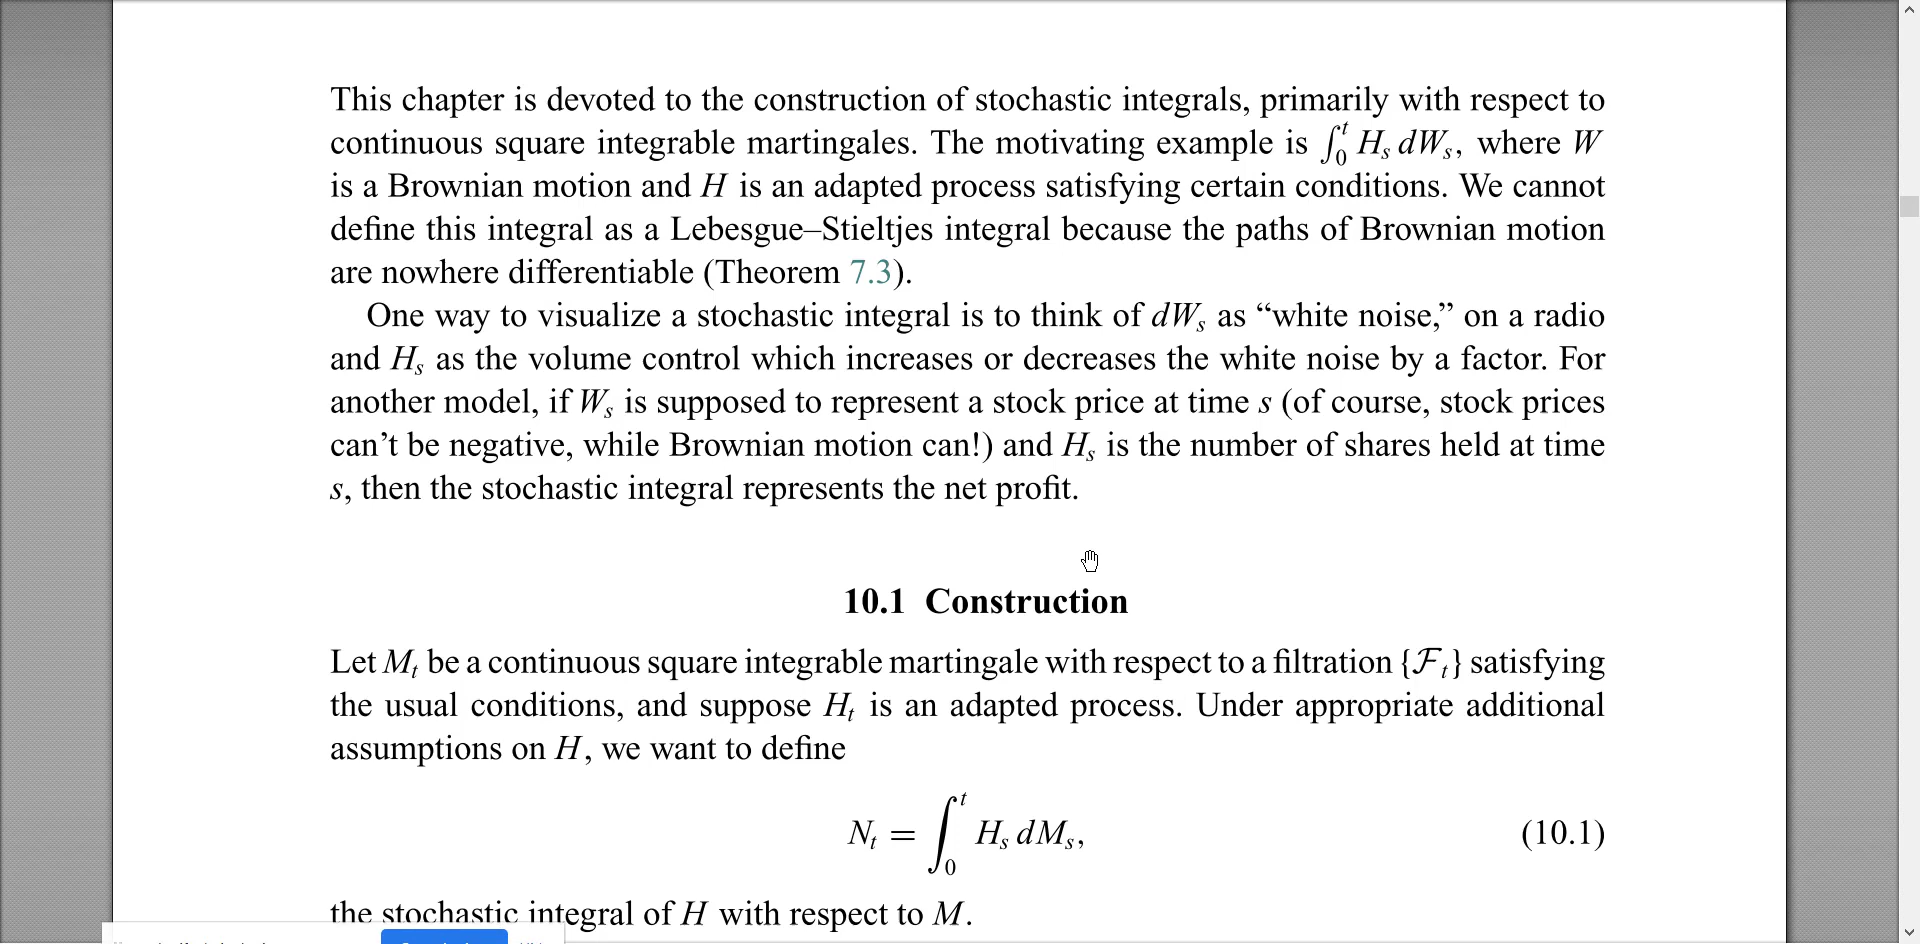 This chapter is devoted to the construction of stochastic integrals, primarily with respect to
continuous square integrable martingales. The motivating example is ∫₀ᵗ Hₛ dWₛ, where W
is a Brownian motion and H is an adapted process satisfying certain conditions. We cannot
define this integral as a Lebesgue–Stieltjes integral because the paths of Brownian motion
are nowhere differentiable (Theorem 7.3).
One way to visualize a stochastic integral is to think of dWₛ as “white noise,” on a radio
and Hₛ as the volume control which increases or decreases the white noise by a factor. For
another model, if Wₛ is supposed to represent a stock price at time s (of course, stock prices
can’t be negative, while Brownian motion can!) and Hₛ is the number of shares held at time
s, then the stochastic integral represents the net profit.
10.1 Construction
Let Mₜ be a continuous square integrable martingale with respect to a filtration {ℱₜ} satisfying
the usual conditions, and suppose Hₜ is an adapted process. Under appropriate additional
assumptions on H, we want to define
Nₜ = ∫₀ᵗ Hₛ dMₛ, (10.1)
the stochastic integral of H with respect to M.